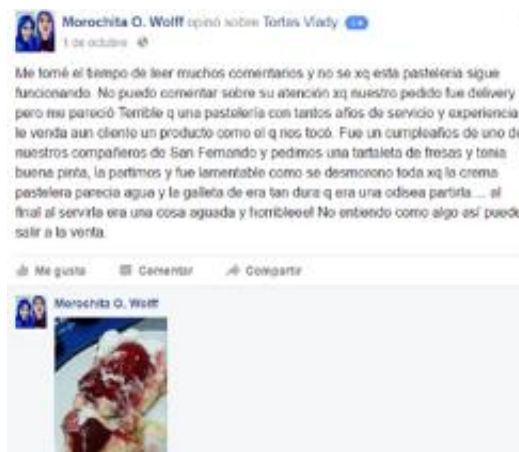 Morochita O. Wolff opinó sobre Tortas Vlady
1 de octubre
Me tomé el tiempo de leer muchos comentarios y no se xq esta pasteleria sigue
funcionando. No puedo comentar sobre su atención xq nuestro pedido fue delivery
pero me pareció Terrible q una pastelería con tantos años de servicio y experiencia
le venda aun cliente un producto como el q nos tocó. Fue un cumpleaños de uno de
nuestros compañeros de San Fernando y pedimos una tartaleta de fresas y tenia
buena pinta, la partimos y fue lamentable como se desmorono toda xq la crema
pastelera parecia agua y la galleta de era tan dura q era una odisea partirla.... al
final al servirla era una cosa aguada y horribleeel No entiendo como algo así puede
salir a la venta.
Me gusta Comentar Compartir
Morochita O. Wolff